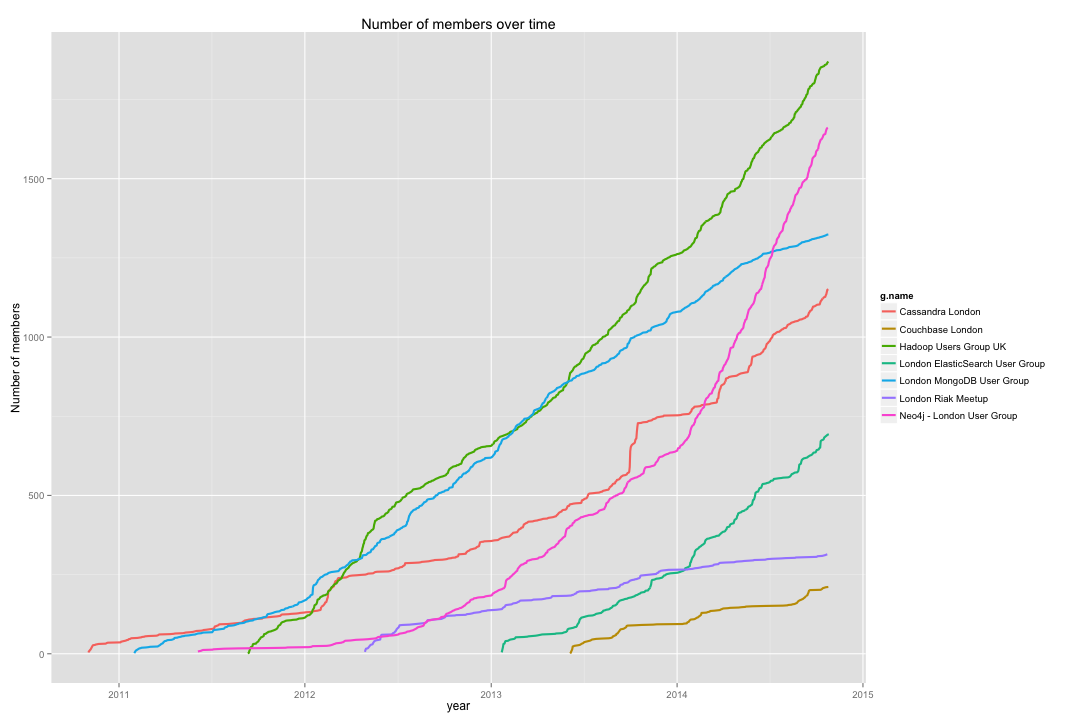 Number of members over time
Number of members
1500
1000
500
0
2011
2012
2013
2014
2015
year
g.name
Cassandra London
Couchbase London
Hadoop Users Group UK
London ElasticSearch User Group
London MongoDB User Group
London Riak Meetup
Neo4j - London User Group